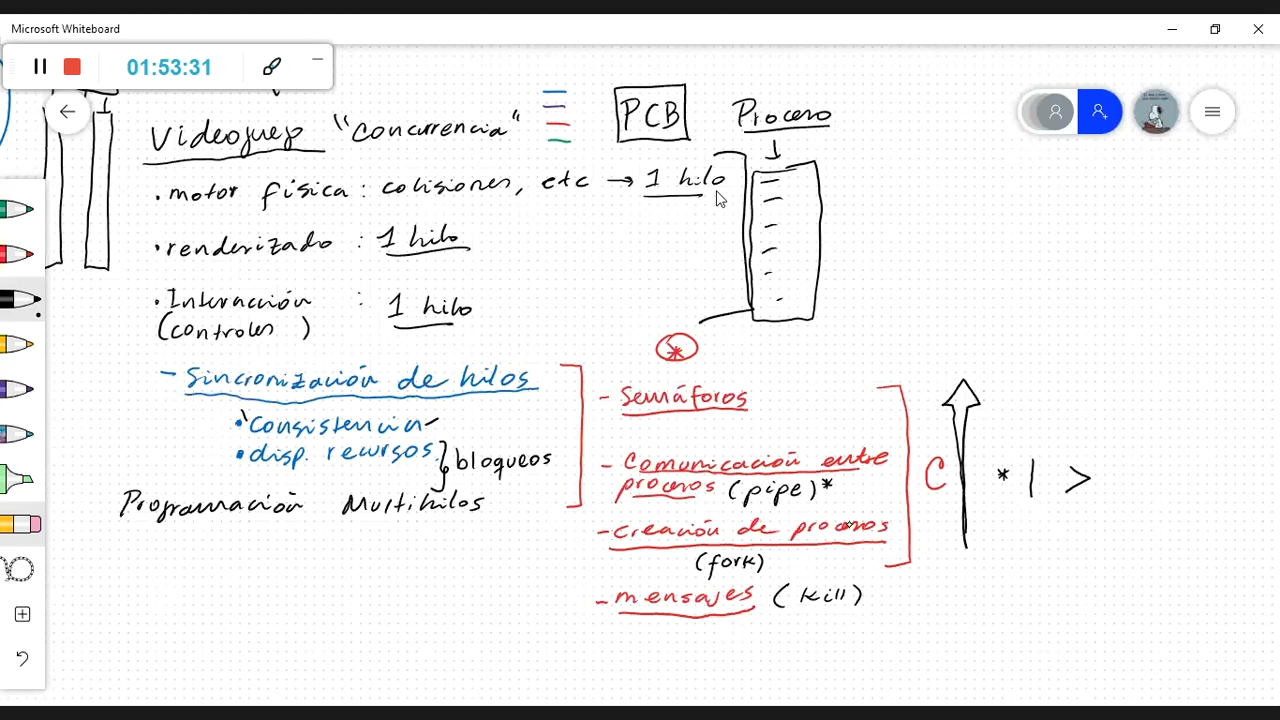 Microsoft Whiteboard
01:53:31
Videojuego "Concurrencia"
PCB
Proceso
• motor física: colisiones, etc → 1 hilo
• renderizado : 1 hilo
• Interacción : 1 hilo
(controles)
- Sincronización de hilos
• Consistencia
• disp. recursos } bloqueos
Programación Multihilos
*
- Semáforos
- Comunicación entre
procesos (pipe)*
- creación de procesos
(fork)
- mensajes (kill)
C
* | >